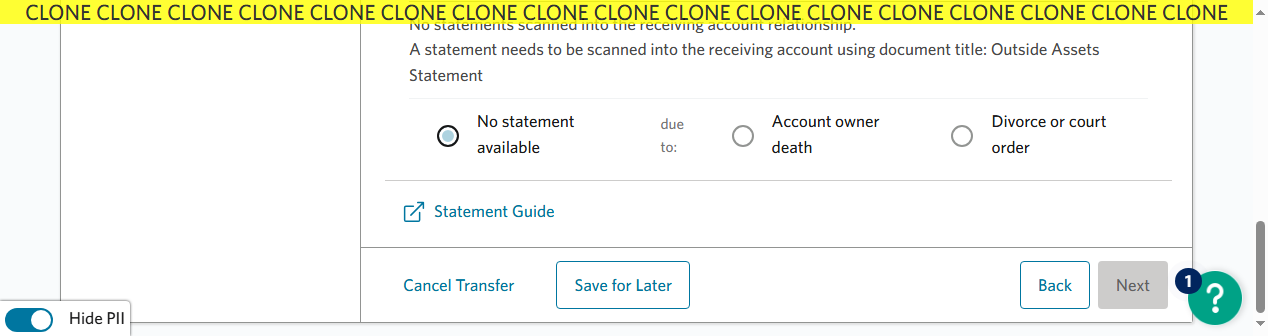 CLONE CLONE CLONE CLONE CLONE CLONE CLONE CLONE CLONE CLONE CLONE CLONE CLONE CLONE CLONE CLONE CLONE
No statements scanned into the receiving account relationship.
A statement needs to be scanned into the receiving account using document title: Outside Assets
Statement
No statement
available
due
to:
Account owner
death
Divorce or court
order
Statement Guide
Cancel Transfer
Save for Later
Back
Next
1
?
Hide PII